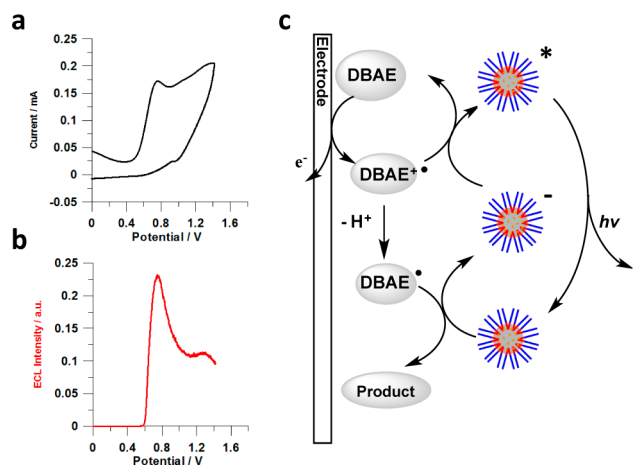 a
0.25
0.2
0.15
0.1
0.05
0
-0.05
Current / mA
0 0.4 0.8 1.2 1.6
Potential / V
b
0.25
0.2
0.15
0.1
0.05
0
ECL Intensity / a.u.
0 0.4 0.8 1.2 1.6
Potential / V
c
Electrode
DBAE
*
e-
DBAE+•
-
- H+
hν
DBAE•
Product